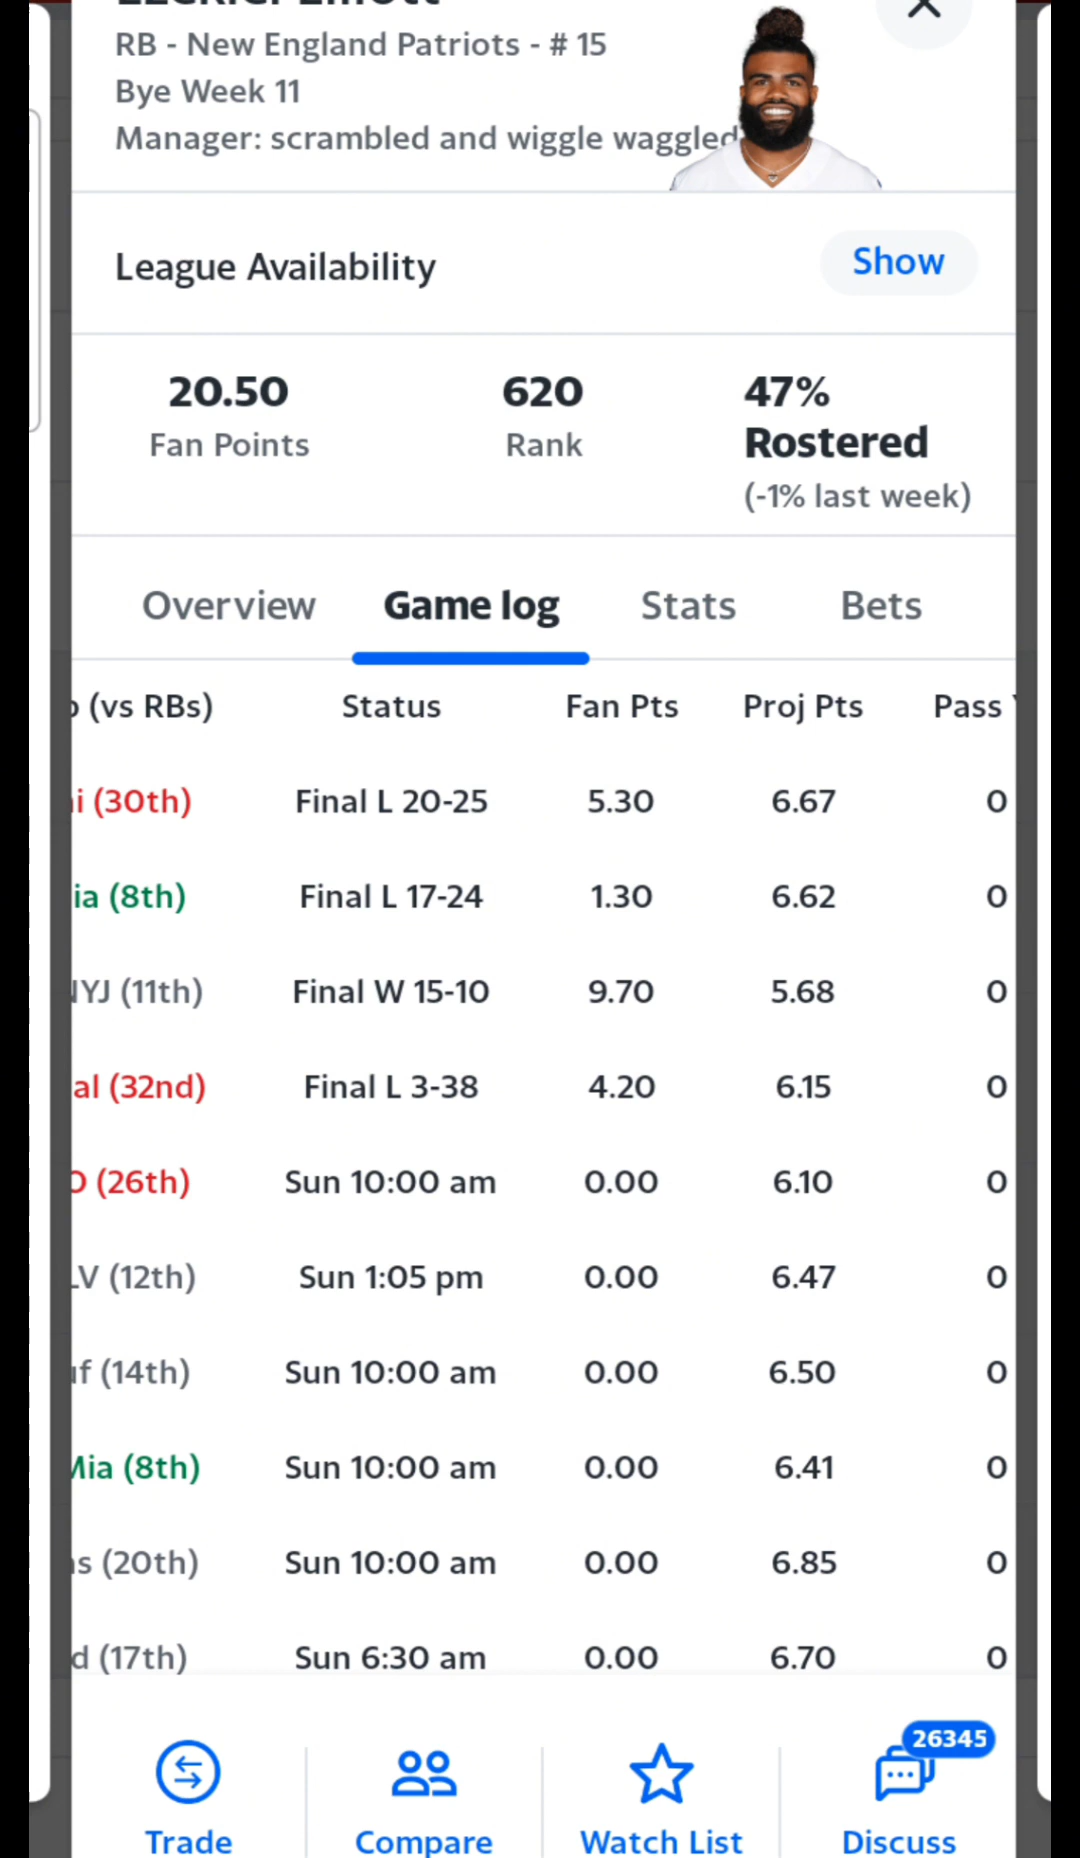 Ezekiel Elliott
RB - New England Patriots - # 15
Bye Week 11
Manager: scrambled and wiggle waggled
League Availability
Show
20.50 620 47%
Fan Points Rank Rostered
(-1% last week)
Overview Game log Stats Bets
(vs RBs) Status Fan Pts Proj Pts Pass
(30th) Final L 20-25 5.30 6.67 0
ia (8th) Final L 17-24 1.30 6.62 0
NYJ (11th) Final W 15-10 9.70 5.68 0
al (32nd) Final L 3-38 4.20 6.15 0
O (26th) Sun 10:00 am 0.00 6.10 0
LV (12th) Sun 1:05 pm 0.00 6.47 0
uf (14th) Sun 10:00 am 0.00 6.50 0
Mia (8th) Sun 10:00 am 0.00 6.41 0
s (20th) Sun 10:00 am 0.00 6.85 0
d (17th) Sun 6:30 am 0.00 6.70 0
26345
Trade Compare Watch List Discuss